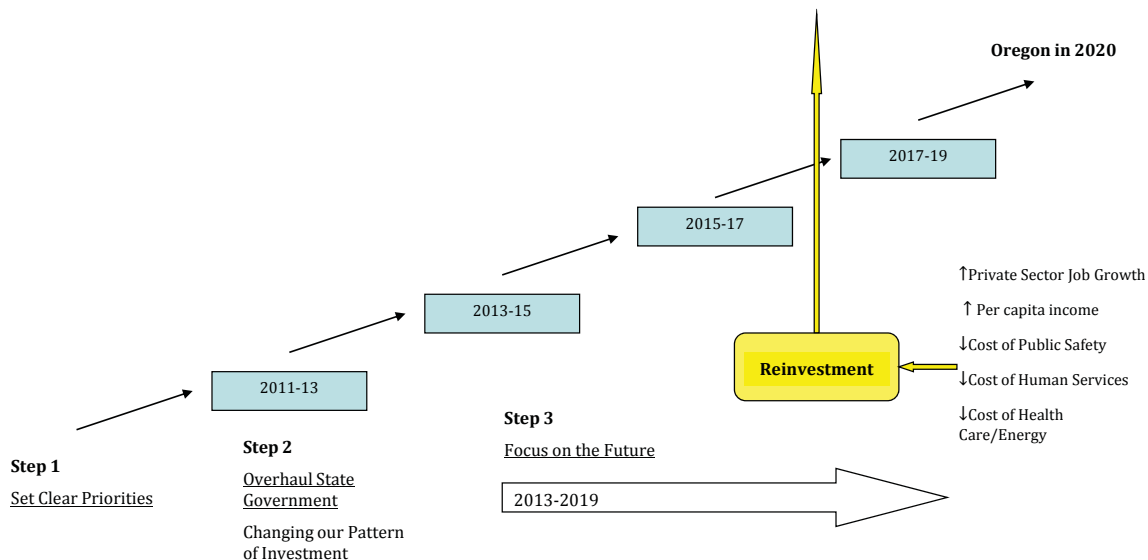 Oregon in 2020
2017-19
2015-17
2013-15
2011-13
↑Private Sector Job Growth
↑ Per capita income
↓Cost of Public Safety
↓Cost of Human Services
↓Cost of Health
Care/Energy
Reinvestment
Step 1
Set Clear Priorities
Step 2
Overhaul State
Government
Changing our Pattern
of Investment
Step 3
Focus on the Future
2013-2019